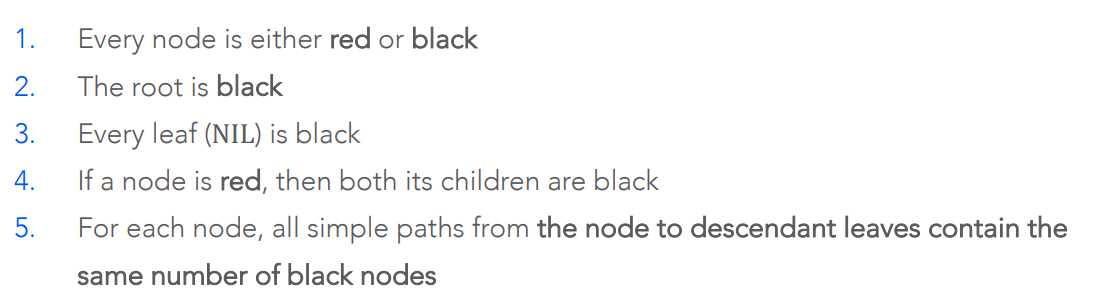 1. Every node is either red or black
2. The root is black
3. Every leaf (NIL) is black
4. If a node is red, then both its children are black
5. For each node, all simple paths from the node to descendant leaves contain the
same number of black nodes